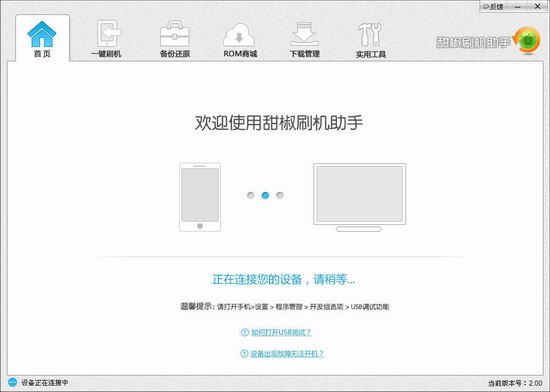 反馈
首页 一键刷机 备份还原 ROM商城 下载管理 实用工具
甜椒刷机助手
欢迎使用甜椒刷机助手
正在连接您的设备，请稍等...
温馨提示: 请打开手机>设置 > 程序管理 > 开发组选项 > USB调试功能
如何打开USB调试？
设备出现故障无法开机？
设备正在连接中 当前版本号：2.00